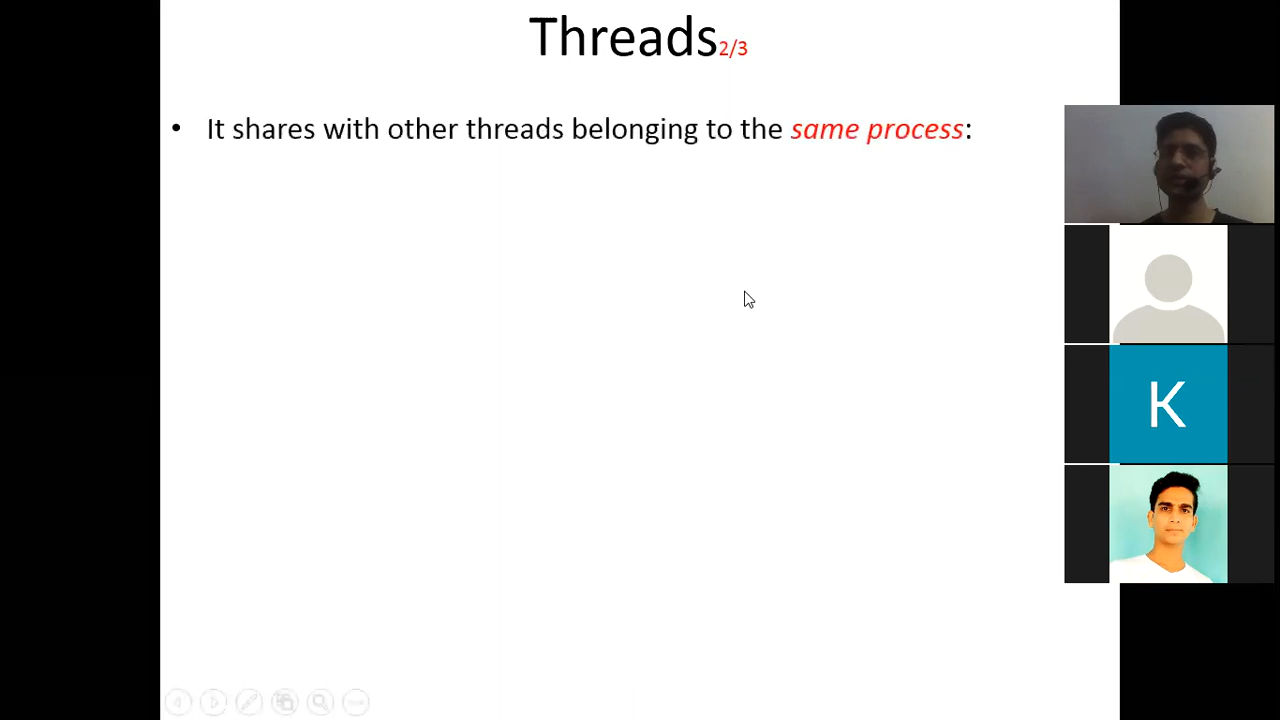 Threads2/3
• It shares with other threads belonging to the same process:
K